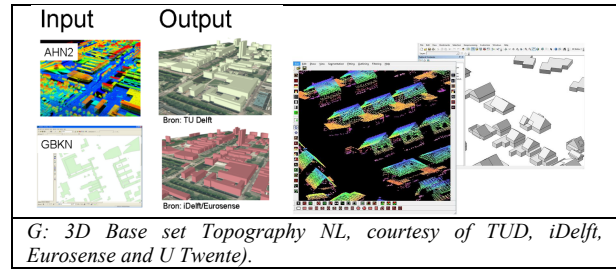 Input
Output
AHN2
Bron: TU Delft
GBKN
Bron: iDelft/Eurosense
G: 3D Base set Topography NL, courtesy of TUD, iDelft,
Eurosense and U Twente).